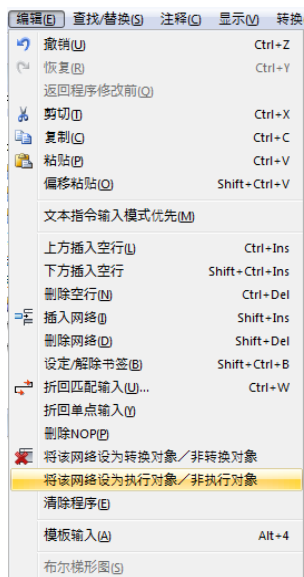 编辑(E) 查找/替换(S) 注释(C) 显示(V) 转换
撤销(U) Ctrl+Z
恢复(R) Ctrl+Y
返回程序修改前(O)
剪切(T) Ctrl+X
复制(C) Ctrl+C
粘贴(P) Ctrl+V
偏移粘贴(O) Shift+Ctrl+V
文本指令输入模式优先(M)
上方插入空行(L) Ctrl+Ins
下方插入空行 Shift+Ctrl+Ins
删除空行(N) Ctrl+Del
插入网络(I) Shift+Ins
删除网络(D) Shift+Del
设定/解除书签(B) Shift+Ctrl+B
折回匹配输入(U)... Ctrl+W
折回单点输入(Y)
删除NOP(P)
将该网络设为转换对象／非转换对象
将该网络设为执行对象／非执行对象
清除程序(E)
模板输入(A) Alt+4
布尔梯形图(S)